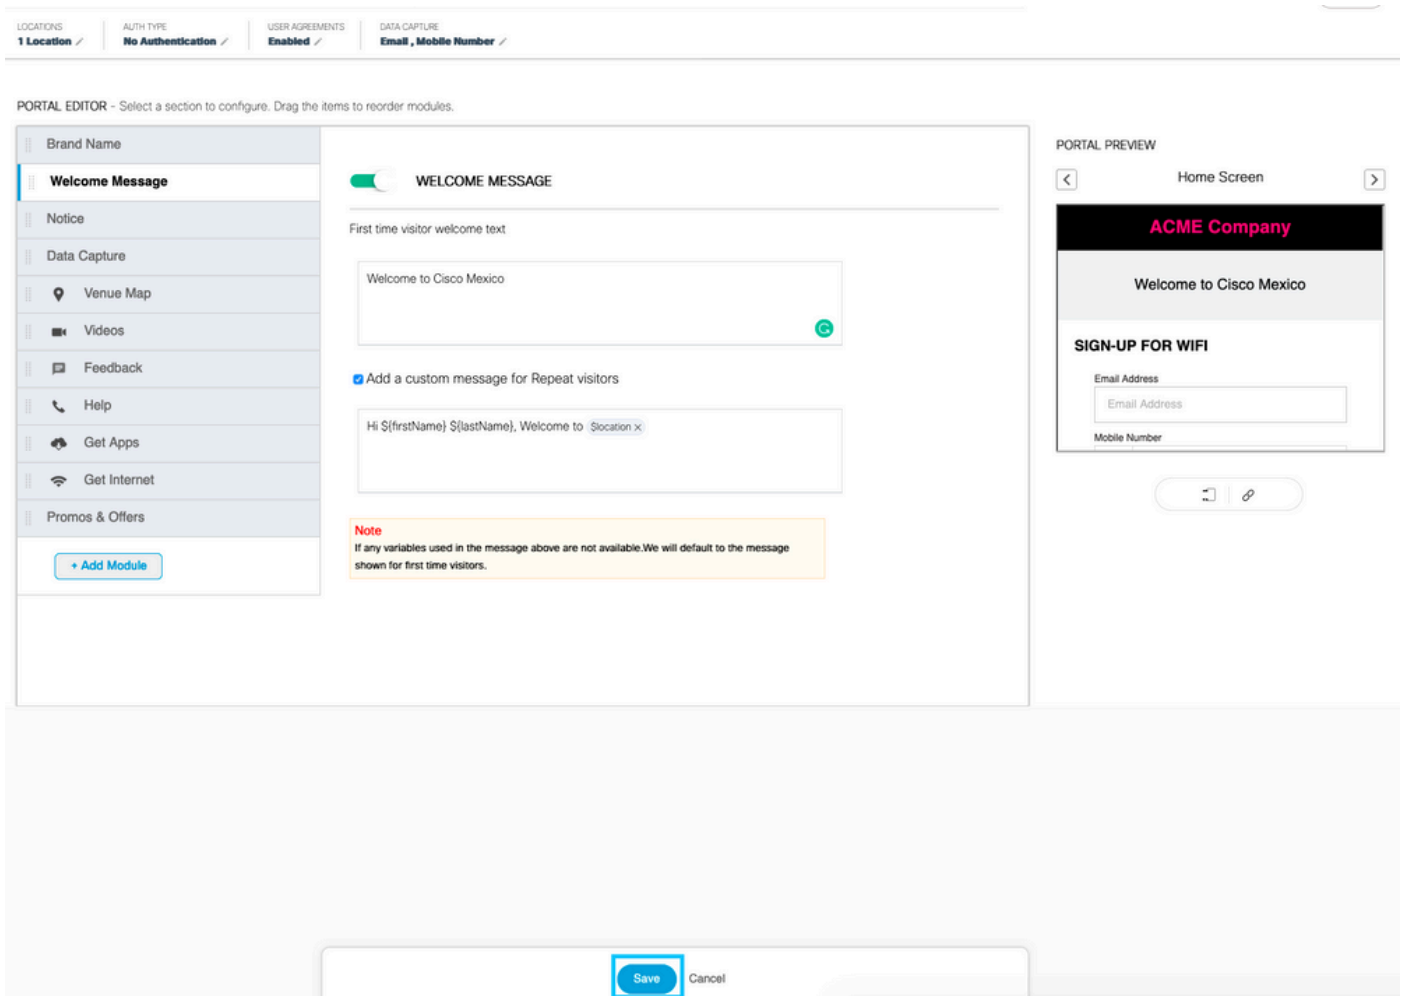 LOCATIONS
1 Location
AUTH TYPE
No Authentication
USER AGREEMENTS
Enabled
DATA CAPTURE
Email , Mobile Number
PORTAL EDITOR - Select a section to configure. Drag the items to reorder modules.
Brand Name
Welcome Message
Notice
Data Capture
Venue Map
Videos
Feedback
Help
Get Apps
Get Internet
Promos & Offers
+ Add Module
WELCOME MESSAGE
First time visitor welcome text
Welcome to Cisco Mexico
Add a custom message for Repeat visitors
Hi ${firstName} ${lastName}, Welcome to $location ×
Note
If any variables used in the message above are not available.We will default to the message
shown for first time visitors.
PORTAL PREVIEW
Home Screen
ACME Company
Welcome to Cisco Mexico
SIGN-UP FOR WIFI
Email Address
Email Address
Mobile Number
Save
Cancel